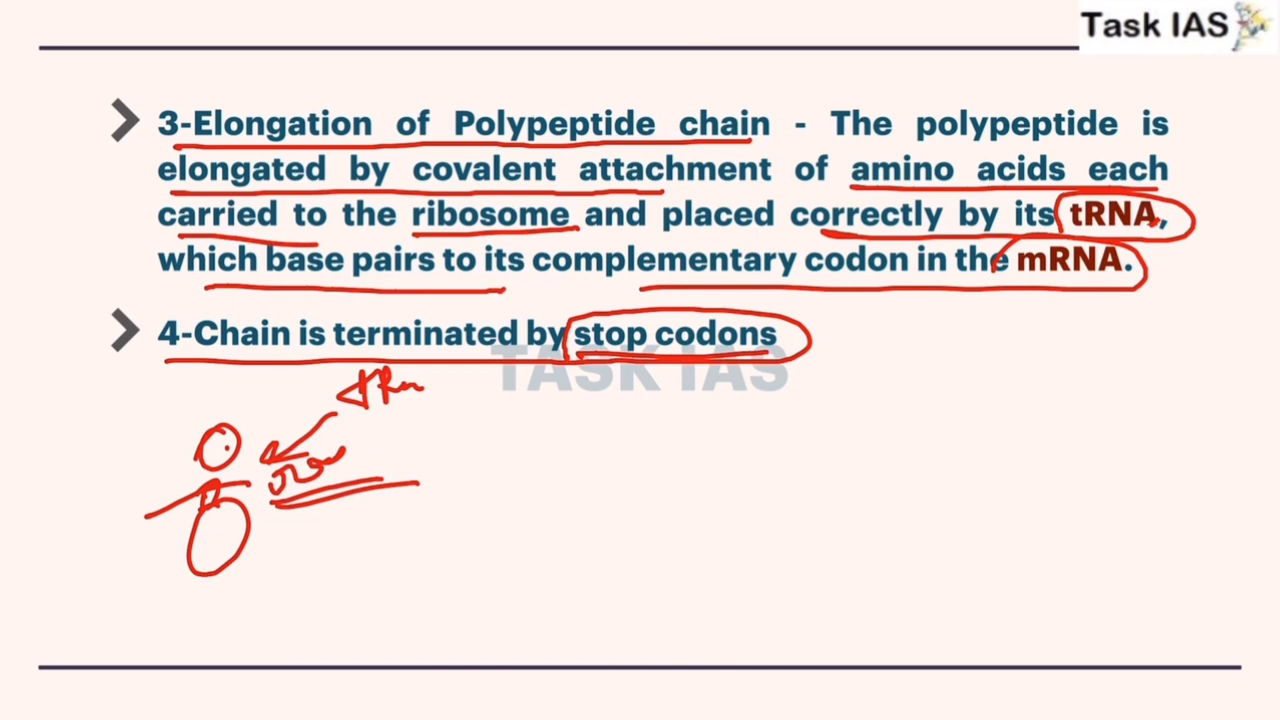 Task IAS
3-Elongation of Polypeptide chain - The polypeptide is
elongated by covalent attachment of amino acids each
carried to the ribosome and placed correctly by its tRNA,
which base pairs to its complementary codon in the mRNA.
4-Chain is terminated by stop codons
TASK IAS